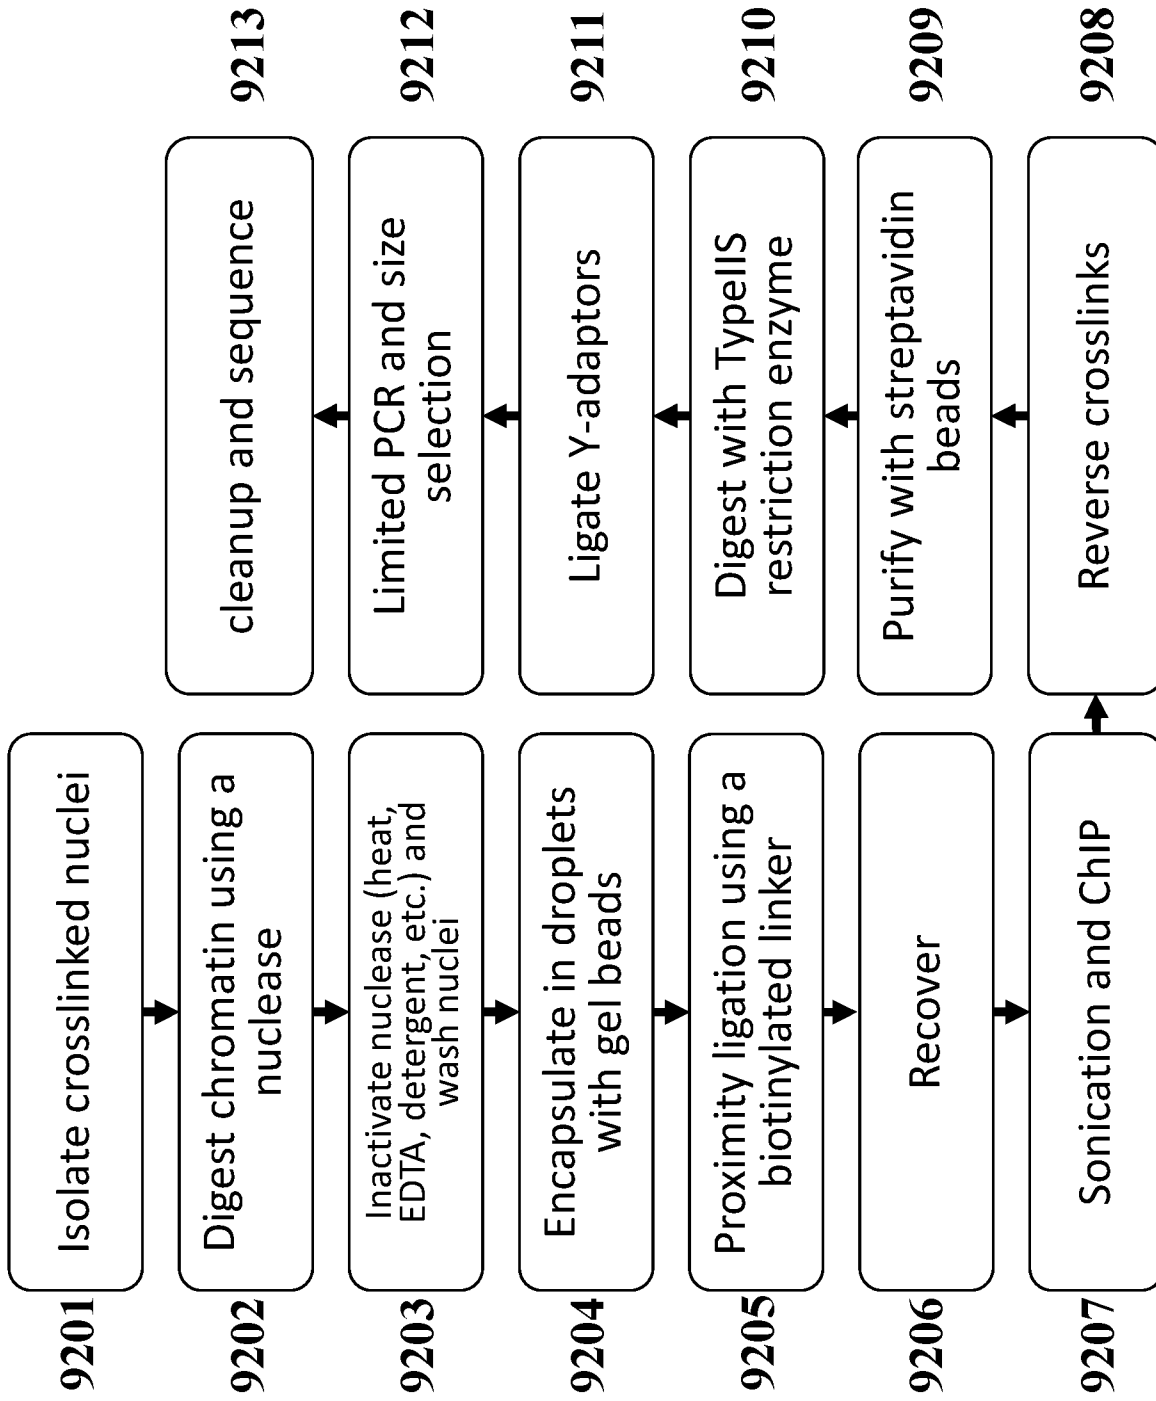 9201
Isolate crosslinked nuclei
9202
Digest chromatin using a
nuclease
9203
Inactivate nuclease (heat,
EDTA, detergent, etc.) and
wash nuclei
9204
Encapsulate in droplets
with gel beads
9205
Proximity ligation using a
biotinylated linker
9206
Recover
9207
Sonication and ChIP
9208
Reverse crosslinks
9209
Purify with streptavidin
beads
9210
Digest with TypeIIS
restriction enzyme
9211
Ligate Y-adaptors
9212
Limited PCR and size
selection
9213
cleanup and sequence